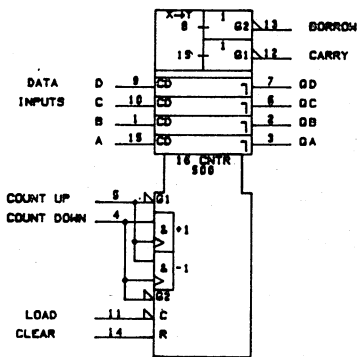 X→Y
8 1 G2 13 BORROW
15 1 G1 12 CARRY
DATA D 9 CD 7 QD
INPUTS C 10 CD 6 QC
B 1 CD 2 QB
A 15 CD 3 QA
16 CNTR
COUNT UP 5 G1
COUNT DOWN 4 & +1
& -1
G2
LOAD 11 C
CLEAR 14 R